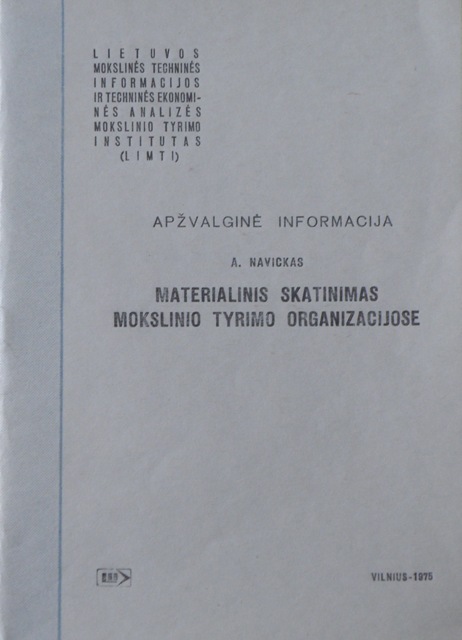 LIETUVOS
MOKSLINĖS TECHNINĖS
INFORMACIJOS
IR TECHNINĖS EKONOMI-
NĖS ANALIZĖS
MOKSLINIO TYRIMO
INSTITUTAS
(LIMTI)
APŽVALGINĖ INFORMACIJA
A. NAVICKAS
MATERIALINIS SKATINIMAS
MOKSLINIO TYRIMO ORGANIZACIJOSE
VILNIUS-1975